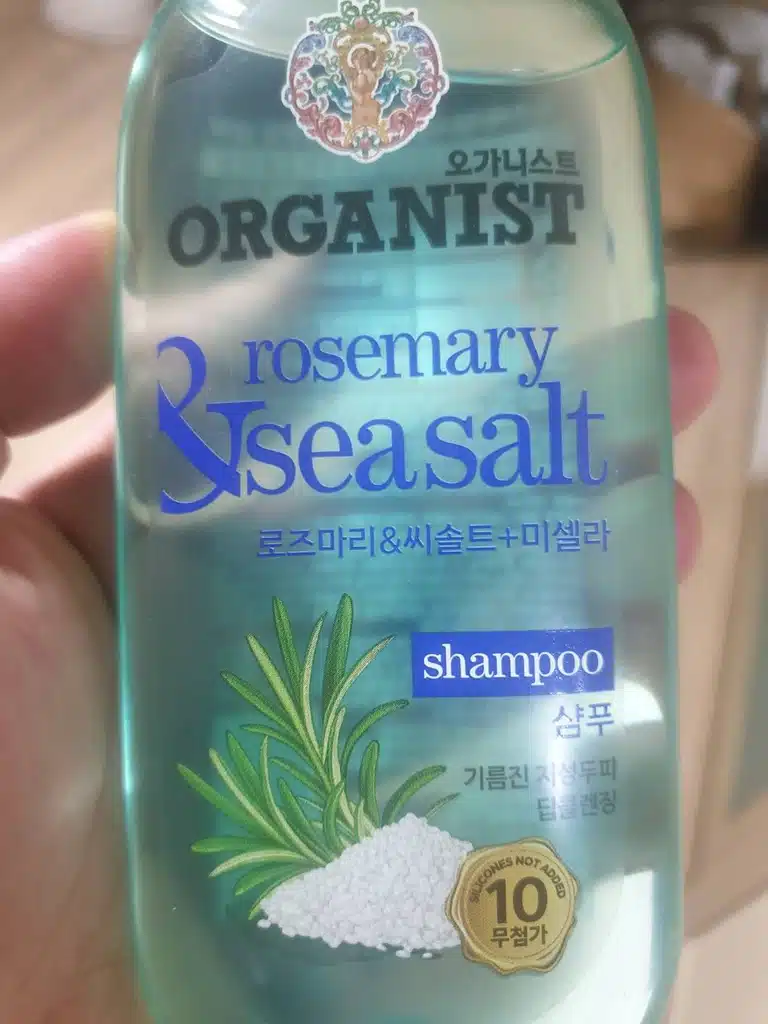 오가니스트
ORGANIST
rosemary
&seasalt
로즈마리&씨솔트+미셀라
shampoo
샴푸
기름진 지성두피
딥클렌징
SILICONES NOT ADDED
10
무첨가